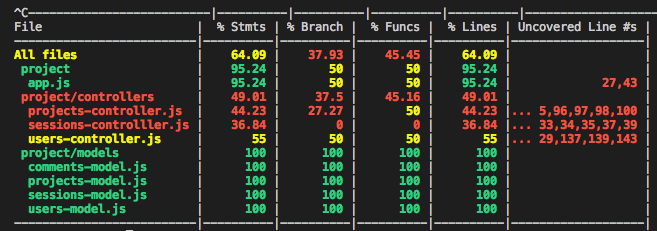 ^C
File | % Stmts | % Branch | % Funcs | % Lines | Uncovered Line #s |
All files | 64.09 | 37.93 | 45.45 | 64.09 | |
project | 95.24 | 50 | 50 | 95.24 | |
app.js | 95.24 | 50 | 50 | 95.24 | 27,43 |
project/controllers | 49.01 | 37.5 | 45.16 | 49.01 | |
projects-controller.js | 44.23 | 27.27 | 50 | 44.23 | ... 5,96,97,98,100 |
sessions-controlller.js | 36.84 | 0 | 0 | 36.84 | ... 33,34,35,37,39 |
users-controller.js | 55 | 50 | 50 | 55 | ... 29,137,139,143 |
project/models | 100 | 100 | 100 | 100 | |
comments-model.js | 100 | 100 | 100 | 100 | |
projects-model.js | 100 | 100 | 100 | 100 | |
sessions-model.js | 100 | 100 | 100 | 100 | |
users-model.js | 100 | 100 | 100 | 100 | |